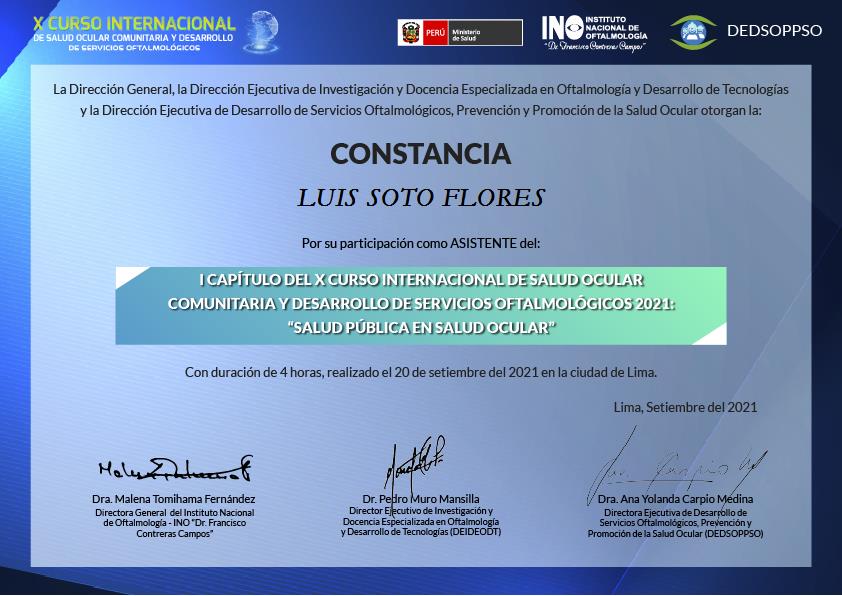 X CURSO INTERNACIONAL
DE SALUD OCULAR COMUNITARIA Y DESARROLLO
DE SERVICIOS OFTALMOLÓGICOS
PERÚ
Ministerio
de Salud
INO
INSTITUTO
NACIONAL DE
OFTALMOLOGÍA
"Dr. Francisco Contreras Campos"
DEDSOPPSO
La Dirección General, la Dirección Ejecutiva de Investigación y Docencia Especializada en Oftalmología y Desarrollo de Tecnologías
y la Dirección Ejecutiva de Desarrollo de Servicios Oftalmológicos, Prevención y Promoción de la Salud Ocular otorgan la:
CONSTANCIA
LUIS SOTO FLORES
Por su participación como ASISTENTE del:
I CAPÍTULO DEL X CURSO INTERNACIONAL DE SALUD OCULAR
COMUNITARIA Y DESARROLLO DE SERVICIOS OFTALMOLÓGICOS 2021:
“SALUD PÚBLICA EN SALUD OCULAR”
Con duración de 4 horas, realizado el 20 de setiembre del 2021 en la ciudad de Lima.
Lima, Setiembre del 2021
Dra. Malena Tomihama Fernández
Directora General del Instituto Nacional
de Oftalmología - INO "Dr. Francisco
Contreras Campos"
Dr. Pedro Muro Mansilla
Director Ejecutivo de Investigación y
Docencia Especializada en Oftalmología
y Desarrollo de Tecnologías (DEIDEODT)
Dra. Ana Yolanda Carpio Medina
Directora Ejecutiva de Desarrollo de
Servicios Oftalmológicos, Prevención y
Promoción de la Salud Ocular (DEDSOPPSO)